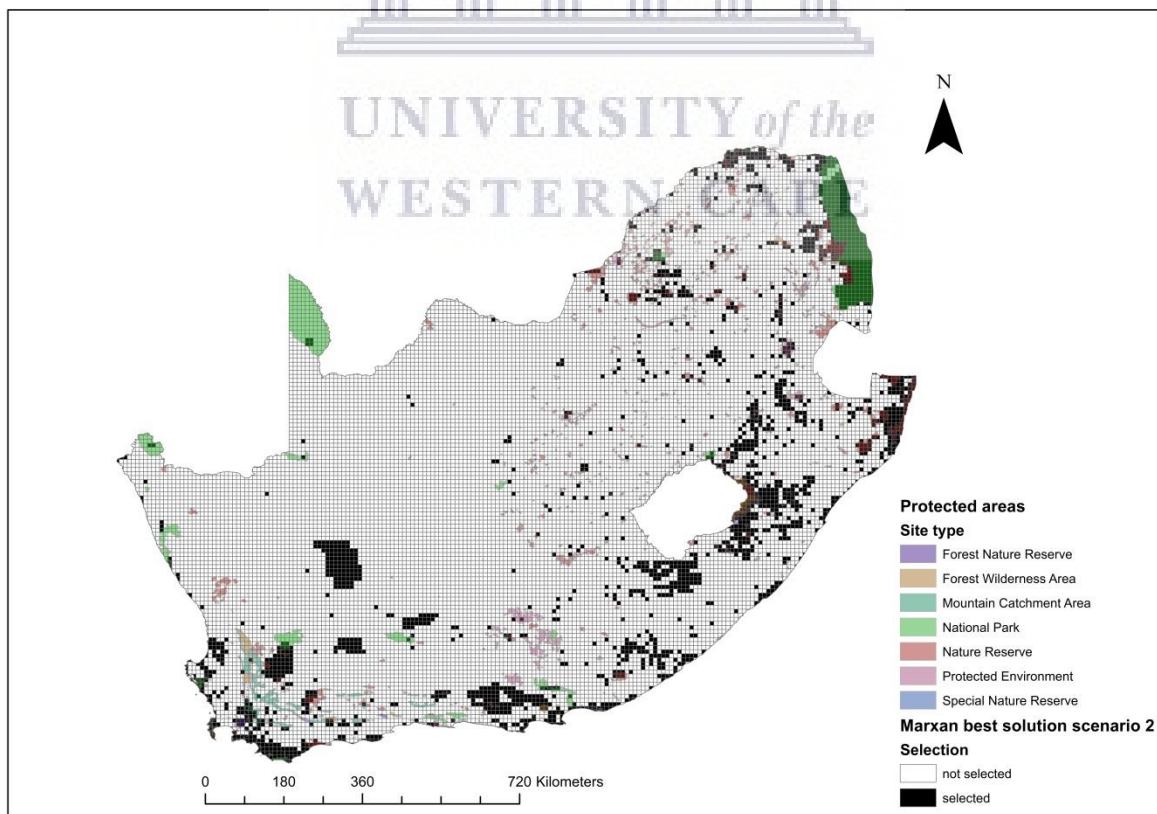 UNIVERSITY of the
WESTERN CAPE
N
Protected areas
Site type
Forest Nature Reserve
Forest Wilderness Area
Mountain Catchment Area
National Park
Nature Reserve
Protected Environment
Special Nature Reserve
Marxan best solution scenario 2
Selection
not selected
selected
0 180 360 720 Kilometers